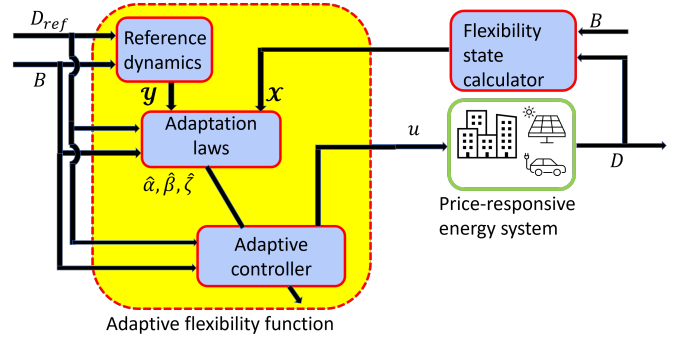 D_ref
B
Reference
dynamics
y
x
Adaptation
laws
α̂, β̂, ζ̂
Adaptive
controller
Adaptive flexibility function
Flexibility
state
calculator
B
u
D
Price-responsive
energy system